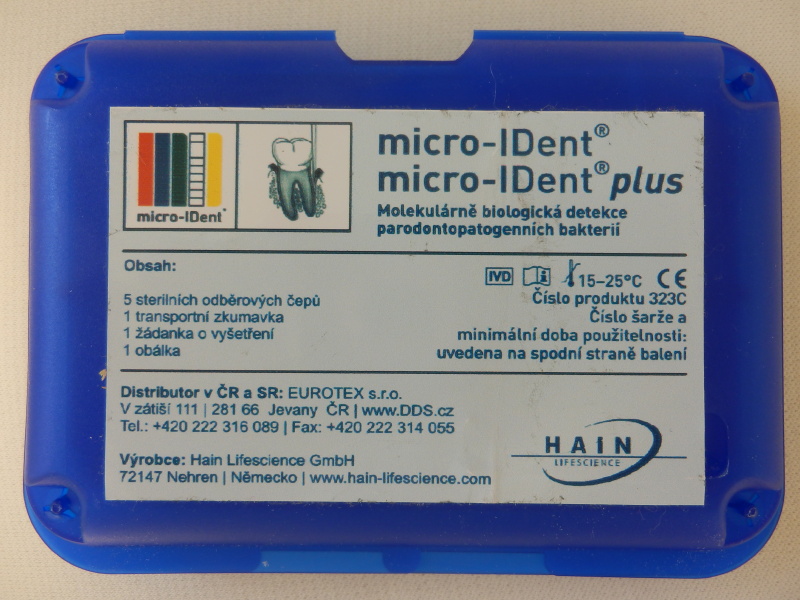 micro-IDent®
micro-IDent®
micro-IDent® plus
Molekulárně biologická detekce
parodontopatogenních bakterií
Obsah:
5 sterilních odběrových čepů
1 transportní zkumavka
1 žádanka o vyšetření
1 obálka
IVD i 15–25°C CE
Číslo produktu 323C
Číslo šarže a
minimální doba použitelnosti:
uvedena na spodní straně balení
Distributor v ČR a SR: EUROTEX s.r.o.
V zátiší 111 | 281 66 Jevany ČR | www.DDS.cz
Tel.: +420 222 316 089 | Fax: +420 222 314 055
Výrobce: Hain Lifescience GmbH
72147 Nehren | Německo | www.hain-lifescience.com
HAIN
LIFESCIENCE